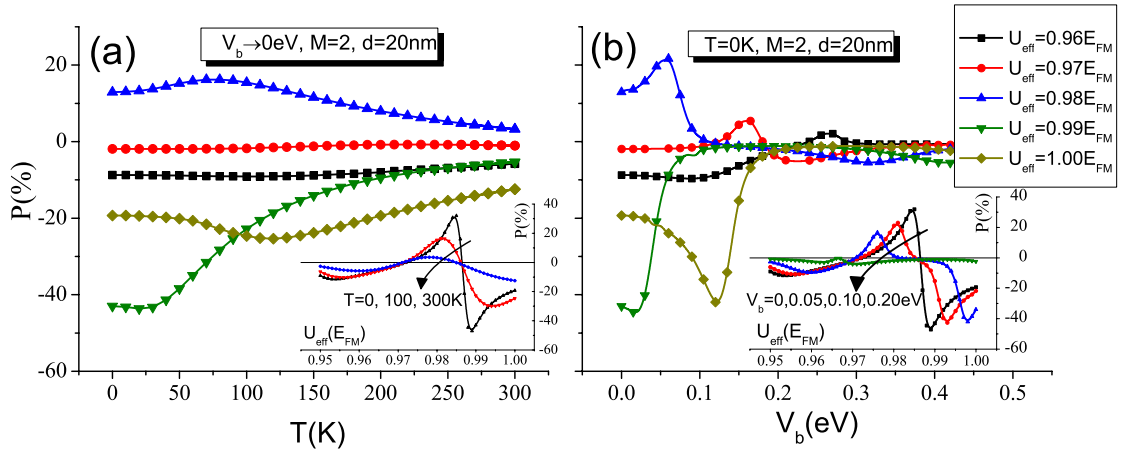 (a)
V_b→0eV, M=2, d=20nm
P(%)
20
0
-20
-40
-60
0
50
100
150
200
250
300
T(K)
P(%)
40
20
0
-20
-40
-60
T=0, 100, 300K
U_eff(E_FM)
0.95
0.96
0.97
0.98
0.99
1.00
(b)
T=0K, M=2, d=20nm
0.0
0.1
0.2
0.3
0.4
0.5
V_b(eV)
P(%)
40
20
0
-20
-40
-60
V_b=0,0.05,0.10,0.20eV
U_eff(E_FM)
0.95
0.96
0.97
0.98
0.99
1.00
U_eff=0.96E_FM
U_eff=0.97E_FM
U_eff=0.98E_FM
U_eff=0.99E_FM
U_eff=1.00E_FM